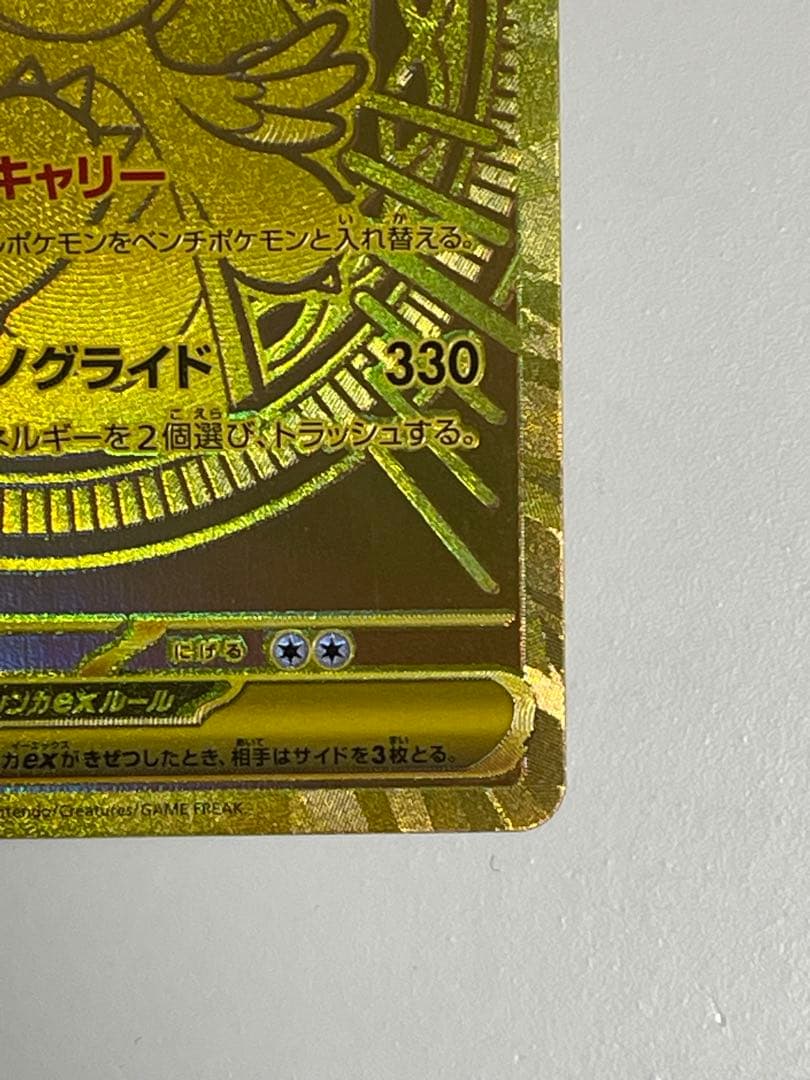 キャリー
ポケモンをベンチポケモンと入れ替える。
ノグライド 330
ネルギーを2個選び、トラッシュする。
にげる
exルール
カexがきぜつしたとき、相手はサイドを3枚とる。
ntendo/Creatures/GAME FREAK.